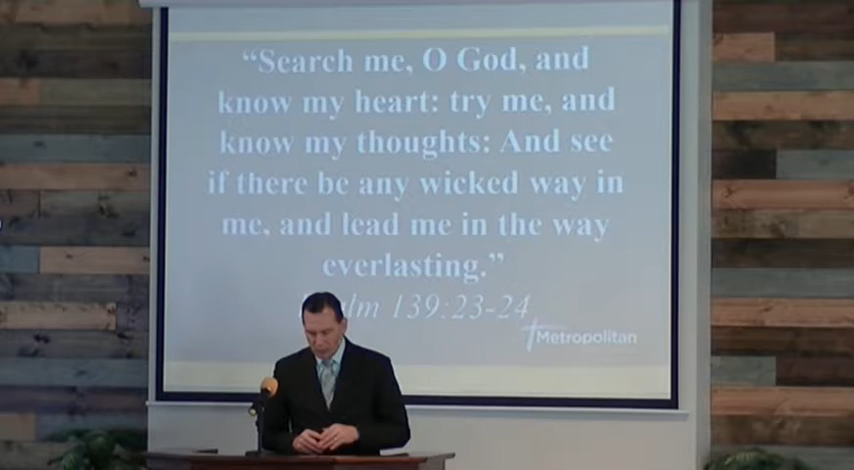 “Search me, O God, and
know my heart: try me, and
know my thoughts: And see
if there be any wicked way in
me, and lead me in the way
everlasting.”
139:23-24
Metropolitan